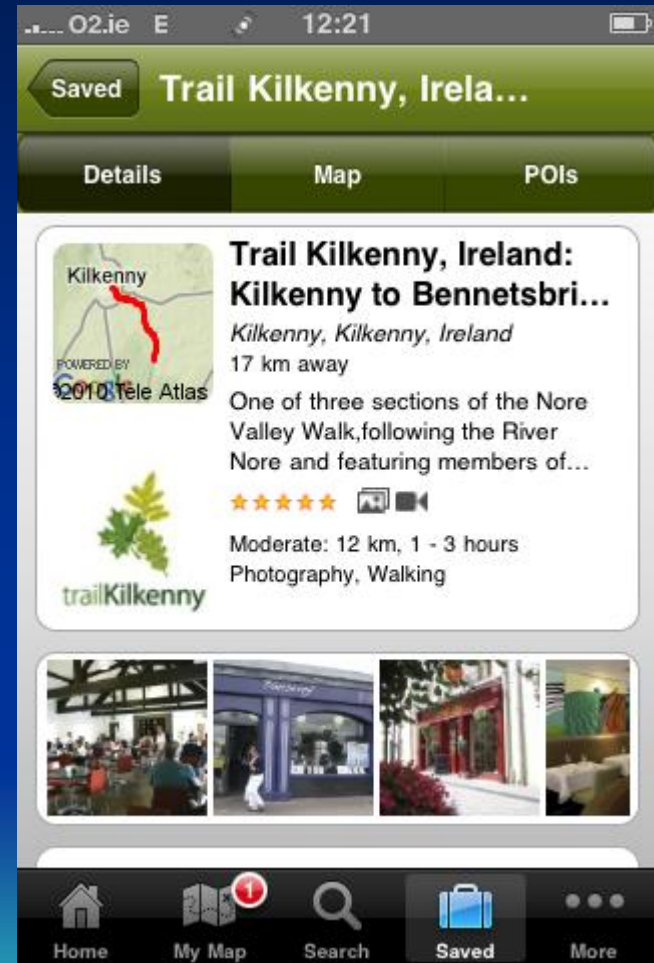 O2.ie E 12:21
Saved Trail Kilkenny, Irela...
Details Map POIs
Kilkenny
POWERED BY
Google
©2010 Tele Atlas
trailKilkenny
Trail Kilkenny, Ireland:
Kilkenny to Bennetsbri...
Kilkenny, Kilkenny, Ireland
17 km away
One of three sections of the Nore
Valley Walk,following the River
Nore and featuring members of...
Moderate: 12 km, 1 - 3 hours
Photography, Walking
1
Home My Map Search Saved More